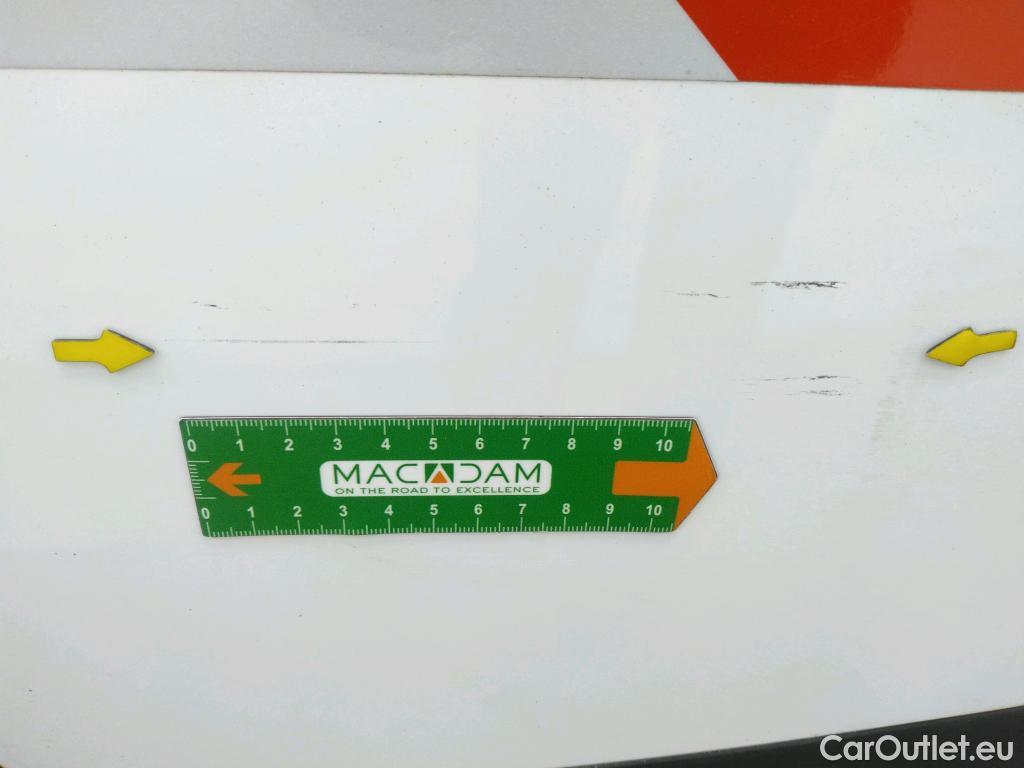 0 1 2 3 4 5 6 7 8 9 10
MACADAM
ON THE ROAD TO EXCELLENCE
0 1 2 3 4 5 6 7 8 9 10
CarOutlet.eu